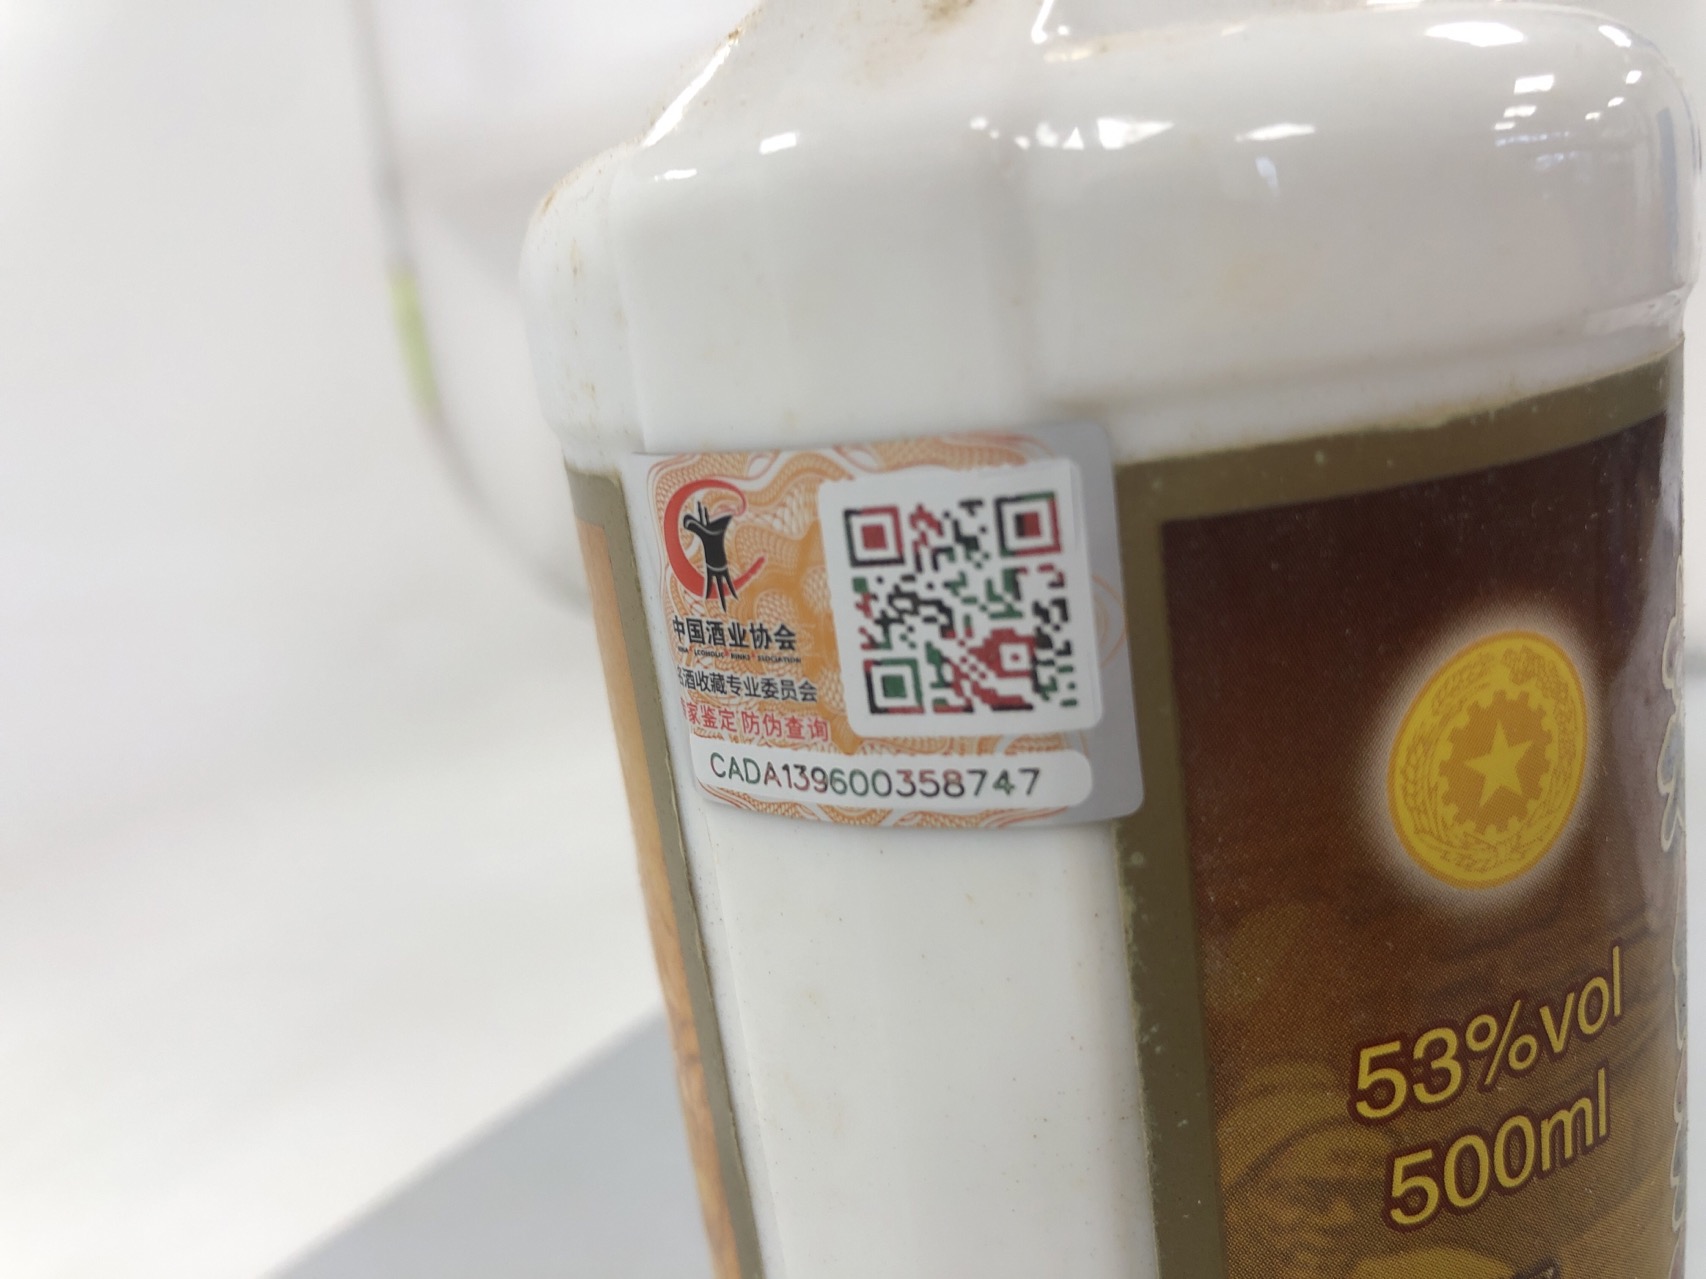 中国酒业协会
名酒收藏专业委员会
专家鉴定 防伪查询
CADA139600358747
53%vol
500ml